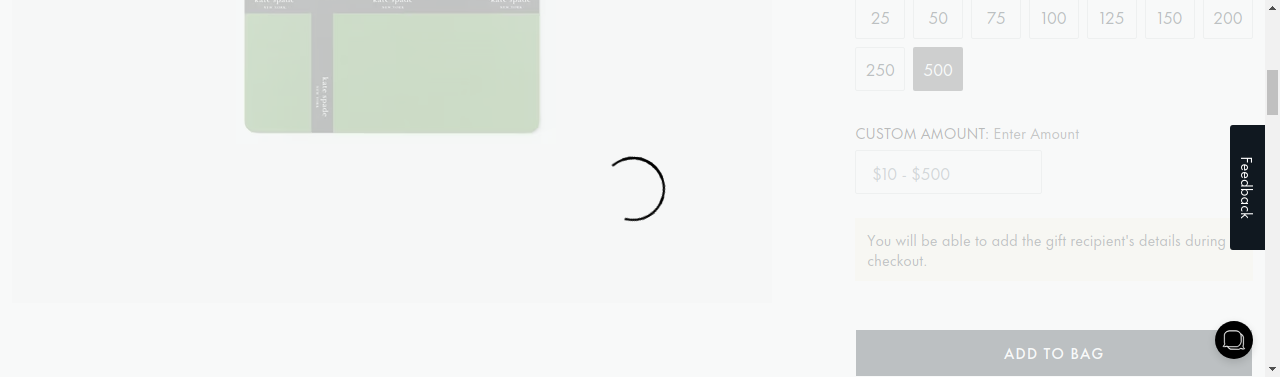 kate spade kate spade kate spade
NEW YORK NEW YORK NEW YORK
kate spade
NEW YORK
25 50 75 100 125 150 200
250 500
CUSTOM AMOUNT: Enter Amount
$10 - $500
Feedback
You will be able to add the gift recipient's details during
checkout.
ADD TO BAG